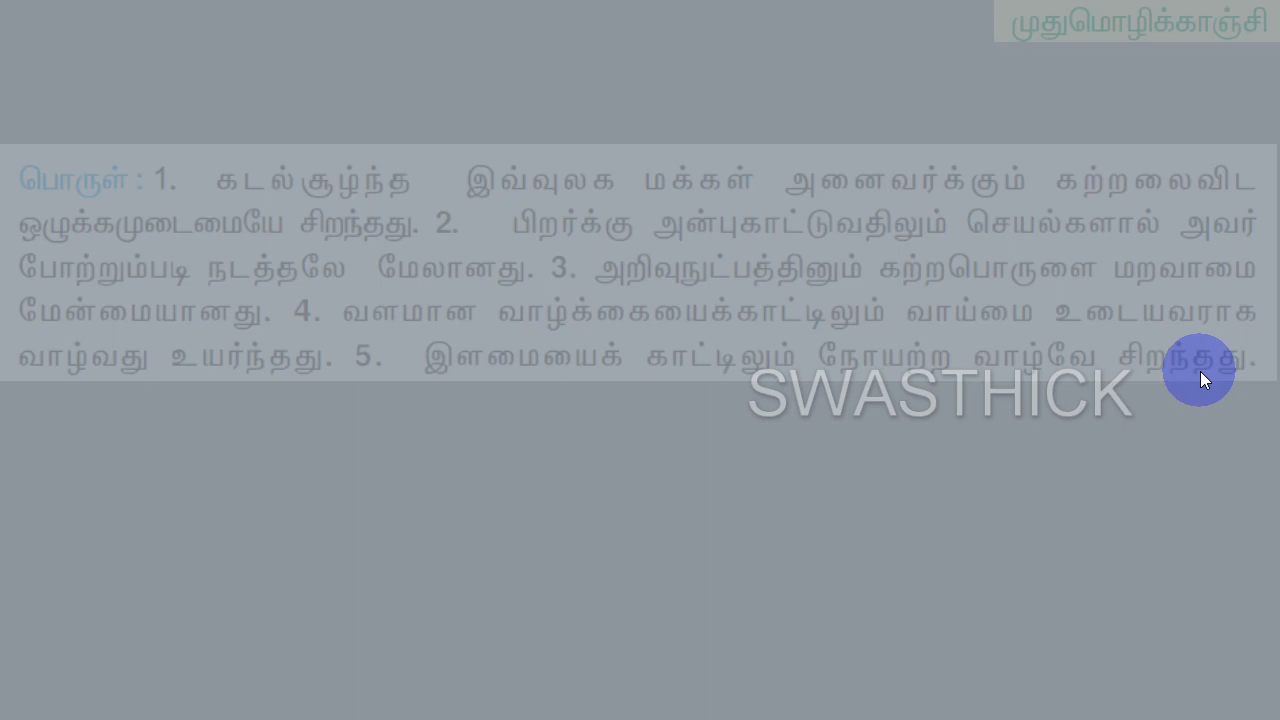 முதுமொழிக்காஞ்சி
பொருள் : 1. கடல்சூழ்ந்த இவ்வுலக மக்கள் அனைவர்க்கும் கற்றலைவிட
ஒழுக்கமுடைமையே சிறந்தது. 2. பிறர்க்கு அன்புகாட்டுவதிலும் செயல்களால் அவர்
போற்றும்படி நடத்தலே மேலானது. 3. அறிவுநுட்பத்தினும் கற்றபொருளை மறவாமை
மேன்மையானது. 4. வளமான வாழ்க்கையைக்காட்டிலும் வாய்மை உடையவராக
வாழ்வது உயர்ந்தது. 5. இளமையைக் காட்டிலும் நோயற்ற வாழ்வே சிறந்தது.
SWASTHICK